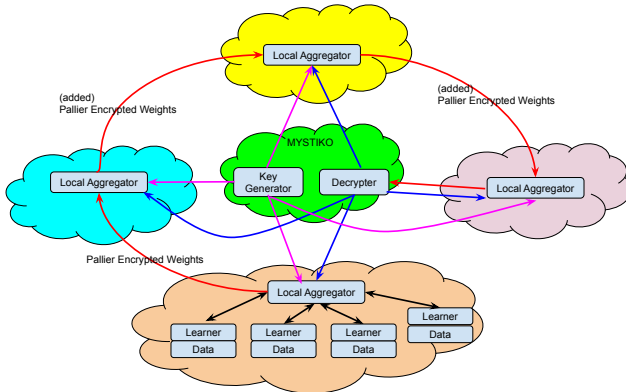 Local Aggregator
(added)
Pallier Encrypted Weights
(added)
Pallier Encrypted Weights
MYSTIKO
Key
Generator
Decrypter
Local Aggregator
Local Aggregator
Pallier Encrypted Weights
Local Aggregator
Learner
Data
Learner
Data
Learner
Data
Learner
Data